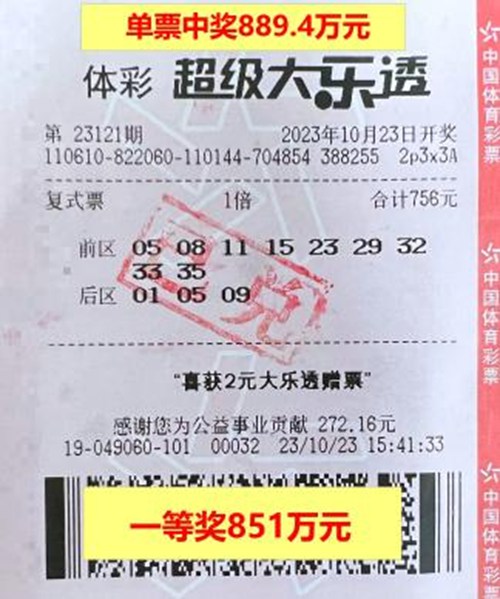 单票中奖889.4万元
体彩 超级大乐透
第 23121期 2023年10月23日开奖
110610-822060-110144-704854 388255 2p3x3A
复式票 1倍 合计756元
前区 05 08 11 15 23 29 32
33 35
后区 01 05 09
已兑
“喜获2元大乐透赠票”
感谢您为公益事业贡献 272.16元
19-049060-101 00032 23/10/23 15:41:33
一等奖851万元
中国体育彩票
中国体育彩票
中国体育彩票